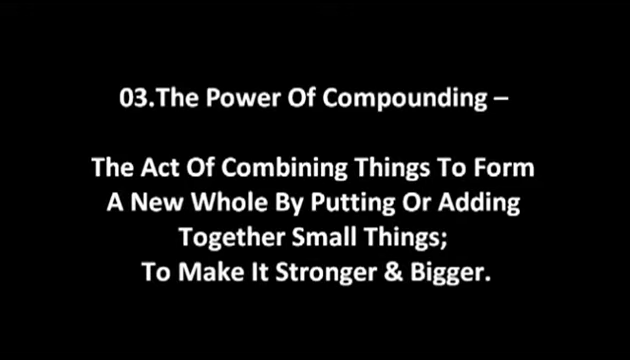 03.The Power Of Compounding –
The Act Of Combining Things To Form
A New Whole By Putting Or Adding
Together Small Things;
To Make It Stronger & Bigger.